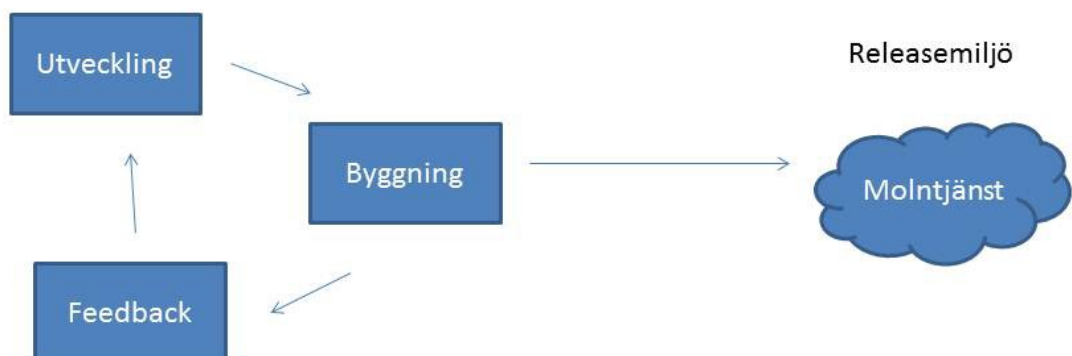 Utveckling
Releasemiljö
Byggning
Molntjänst
Feedback